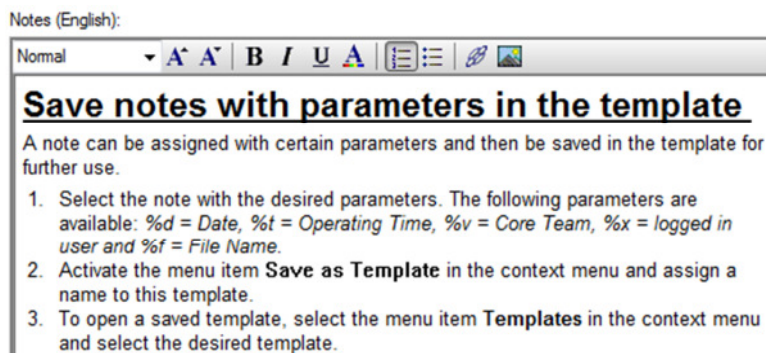 Notes (English):
Normal A A B I U A
Save notes with parameters in the template
A note can be assigned with certain parameters and then be saved in the template for
further use.
1. Select the note with the desired parameters. The following parameters are
available: %d = Date, %t = Operating Time, %v = Core Team, %x = logged in
user and %f = File Name.
2. Activate the menu item Save as Template in the context menu and assign a
name to this template.
3. To open a saved template, select the menu item Templates in the context menu
and select the desired template.